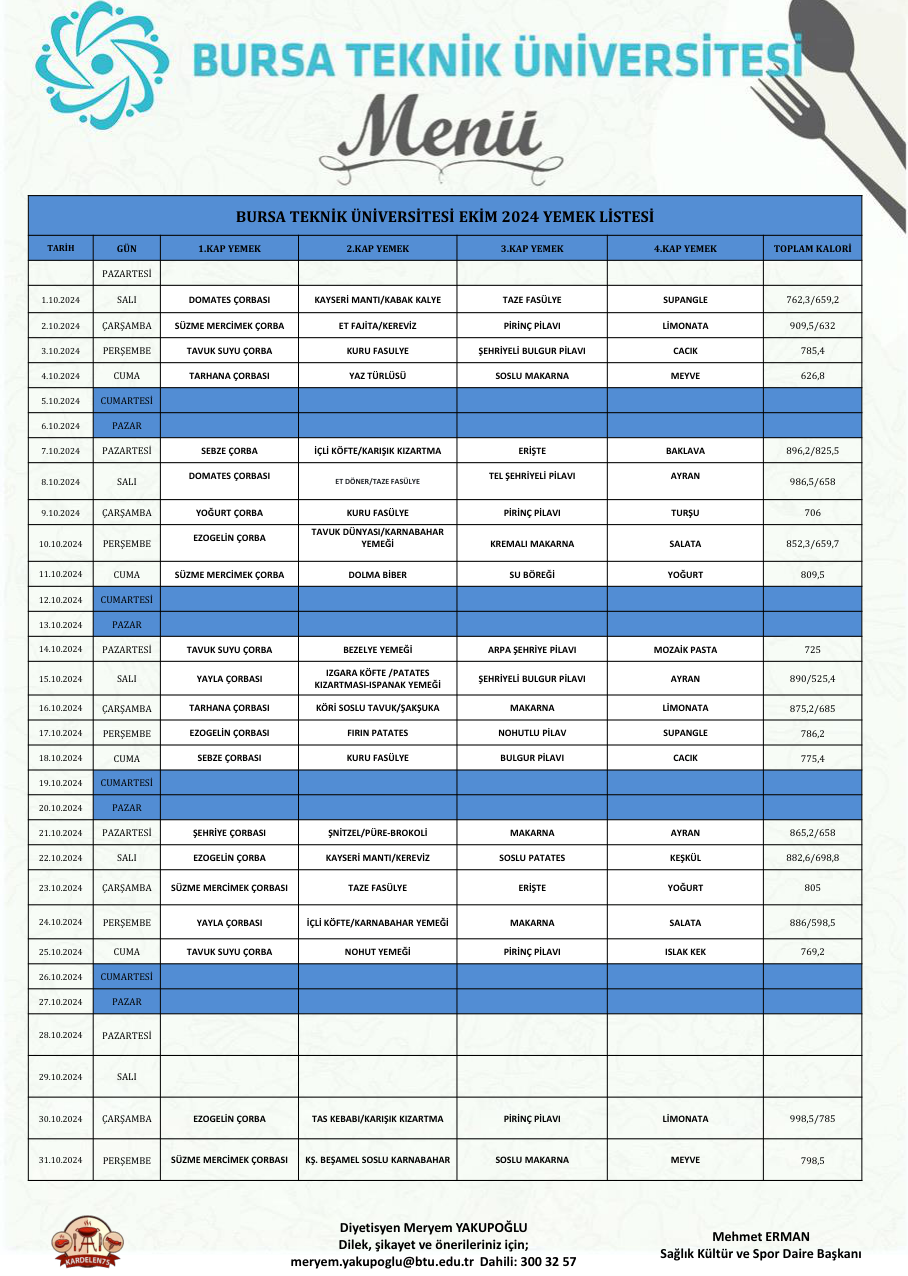 BURSA TEKNİK ÜNİVERSİTESİ
Menü
BURSA TEKNİK ÜNİVERSİTESİ EKİM 2024 YEMEK LİSTESİ
TARİH GÜN 1.KAP YEMEK 2.KAP YEMEK 3.KAP YEMEK 4.KAP YEMEK TOPLAM KALORİ
PAZARTESİ
1.10.2024 SALI DOMATES ÇORBASI KAYSERİ MANTI/KABAK KALYE TAZE FASÜLYE SUPANGLE 762,3/659,2
2.10.2024 ÇARŞAMBA SÜZME MERCİMEK ÇORBA ET FAJİTA/KEREVİZ PİRİNÇ PİLAVI LİMONATA 909,5/632
3.10.2024 PERŞEMBE TAVUK SUYU ÇORBA KURU FASULYE ŞEHRİYELİ BULGUR PİLAVI CACIK 785,4
4.10.2024 CUMA TARHANA ÇORBASI YAZ TÜRLÜSÜ SOSLU MAKARNA MEYVE 626,8
5.10.2024 CUMARTESİ
6.10.2024 PAZAR
7.10.2024 PAZARTESİ SEBZE ÇORBA İÇLİ KÖFTE/KARIŞIK KIZARTMA ERİŞTE BAKLAVA 896,2/825,5
8.10.2024 SALI DOMATES ÇORBASI ET DÖNER/TAZE FASÜLYE TEL ŞEHRİYELİ PİLAVI AYRAN 986,5/658
9.10.2024 ÇARŞAMBA YOĞURT ÇORBA KURU FASÜLYE PİRİNÇ PİLAVI TURŞU 706
10.10.2024 PERŞEMBE EZOGELİN ÇORBA TAVUK DÜNYASI/KARNABAHAR
YEMEĞİ KREMALI MAKARNA SALATA 852,3/659,7
11.10.2024 CUMA SÜZME MERCİMEK ÇORBA DOLMA BİBER SU BÖREĞİ YOĞURT 809,5
12.10.2024 CUMARTESİ
13.10.2024 PAZAR
14.10.2024 PAZARTESİ TAVUK SUYU ÇORBA BEZELYE YEMEĞİ ARPA ŞEHRİYE PİLAVI MOZAİK PASTA 725
15.10.2024 SALI YAYLA ÇORBASI IZGARA KÖFTE /PATATES
KIZARTMASI-ISPANAK YEMEĞİ ŞEHRİYELİ BULGUR PİLAVI AYRAN 890/525,4
16.10.2024 ÇARŞAMBA TARHANA ÇORBASI KÖRİ SOSLU TAVUK/ŞAKŞUKA MAKARNA LİMONATA 875,2/685
17.10.2024 PERŞEMBE EZOGELİN ÇORBASI FIRIN PATATES NOHUTLU PİLAV SUPANGLE 786,2
18.10.2024 CUMA SEBZE ÇORBASI KURU FASÜLYE BULGUR PİLAVI CACIK 775,4
19.10.2024 CUMARTESİ
20.10.2024 PAZAR
21.10.2024 PAZARTESİ ŞEHRİYE ÇORBASI ŞNİTZEL/PÜRE-BROKOLİ MAKARNA AYRAN 865,2/658
22.10.2024 SALI EZOGELİN ÇORBA KAYSERİ MANTI/KEREVİZ SOSLU PATATES KEŞKÜL 882,6/698,8
23.10.2024 ÇARŞAMBA SÜZME MERCİMEK ÇORBASI TAZE FASÜLYE ERİŞTE YOĞURT 805
24.10.2024 PERŞEMBE YAYLA ÇORBASI İÇLİ KÖFTE/KARNABAHAR YEMEĞİ MAKARNA SALATA 886/598,5
25.10.2024 CUMA TAVUK SUYU ÇORBA NOHUT YEMEĞİ PİRİNÇ PİLAVI ISLAK KEK 769,2
26.10.2024 CUMARTESİ
27.10.2024 PAZAR
28.10.2024 PAZARTESİ
29.10.2024 SALI
30.10.2024 ÇARŞAMBA EZOGELİN ÇORBA TAS KEBABI/KARIŞIK KIZARTMA PİRİNÇ PİLAVI LİMONATA 998,5/785
31.10.2024 PERŞEMBE SÜZME MERCİMEK ÇORBASI KŞ. BEŞAMEL SOSLU KARNABAHAR SOSLU MAKARNA MEYVE 798,5
KARDELEN75
Diyetisyen Meryem YAKUPOĞLU
Dilek, şikayet ve önerileriniz için;
meryem.yakupoglu@btu.edu.tr Dahili: 300 32 57
Mehmet ERMAN
Sağlık Kültür ve Spor Daire Başkanı